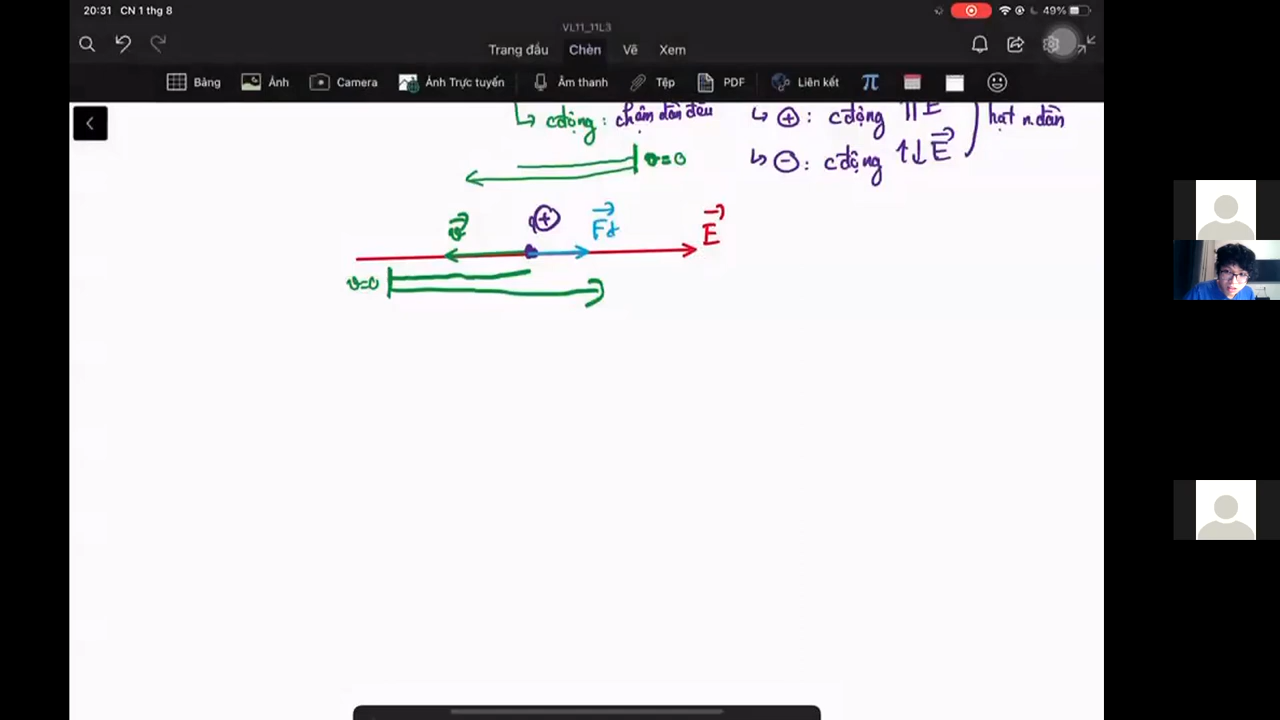 20:31 CN 1 thg 8
49%
VL11_11L3
Trang đầu Chèn Vẽ Xem
Bảng Ảnh Camera Ảnh Trực tuyến Âm thanh Tệp PDF Liên kết
↳ cđộng : chậm dần đều
v=0
↳ ⊕ : cđộng ↑↑ E
↳ ⊖ : cđộng ↑↓ E
hạt n.dần
v
⊕
Fđ
E
v=0